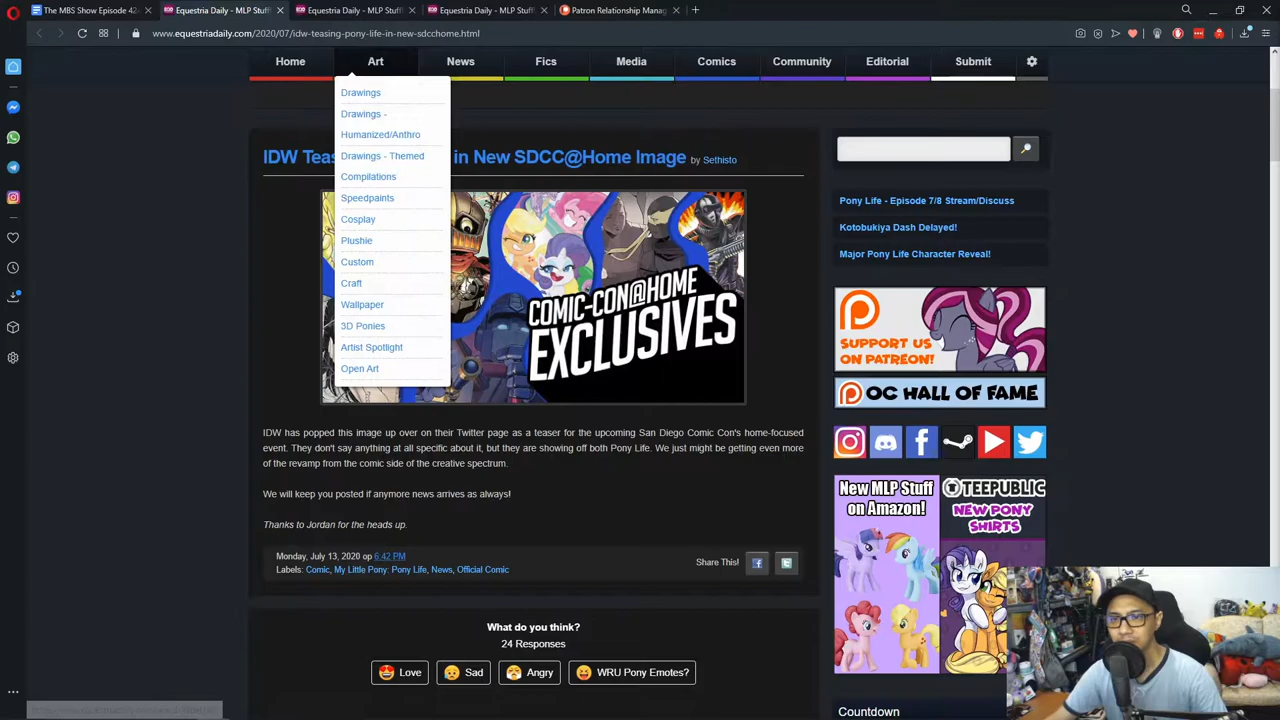 The MBS Show Episode 424
Equestria Daily - MLP Stuff
Equestria Daily - MLP Stuff
Equestria Daily - MLP Stuff
Patron Relationship Manag
www.equestriadaily.com/2020/07/idw-teasing-pony-life-in-new-sdcchome.html
Home
Art
News
Fics
Media
Comics
Community
Editorial
Submit
Drawings
Drawings -
Humanized/Anthro
Drawings - Themed
Compilations
Speedpaints
Cosplay
Plushie
Custom
Craft
Wallpaper
3D Ponies
Artist Spotlight
Open Art
IDW Teas in New SDCC@Home Image by Sethisto
COMIC-CON@HOME
EXCLUSIVES
IDW has popped this image up over on their Twitter page as a teaser for the upcoming San Diego Comic Con's home-focused
event. They don't say anything at all specific about it, but they are showing off both Pony Life. We just might be getting even more
of the revamp from the comic side of the creative spectrum.
We will keep you posted if anymore news arrives as always!
Thanks to Jordan for the heads up.
Monday, July 13, 2020 op 6:42 PM
Labels: Comic, My Little Pony: Pony Life, News, Official Comic
Share This!
What do you think?
24 Responses
Love
Sad
Angry
WRU Pony Emotes?
Pony Life - Episode 7/8 Stream/Discuss
Kotobukiya Dash Delayed!
Major Pony Life Character Reveal!
SUPPORT US
ON PATREON!
OC HALL OF FAME
New MLP Stuff
on Amazon!
TEEPUBLIC
NEW PONY
SHIRTS
Countdown